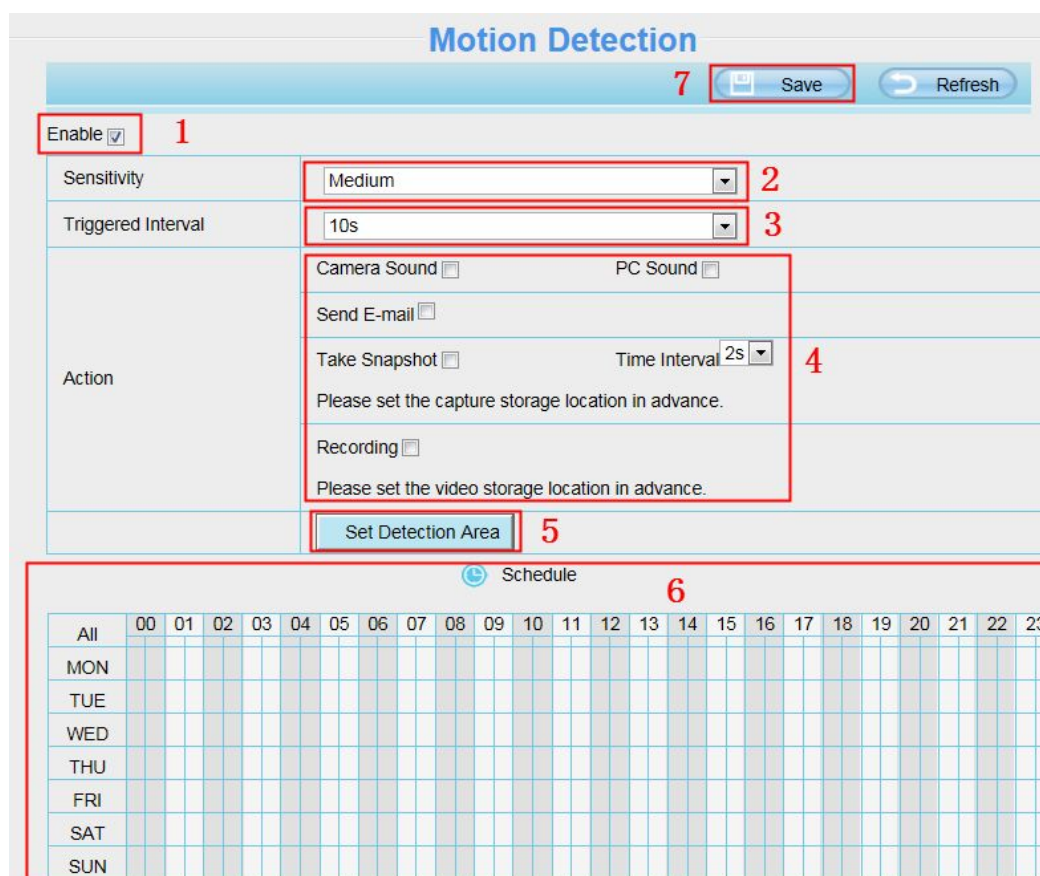 Motion Detection
7 Save Refresh
Enable 1
Sensitivity Medium 2
Triggered Interval 10s 3
Camera Sound PC Sound
Send E-mail
Take Snapshot Time Interval 2s 4
Action
Please set the capture storage location in advance.
Recording
Please set the video storage location in advance.
Set Detection Area 5
Schedule
6
All 00 01 02 03 04 05 06 07 08 09 10 11 12 13 14 15 16 17 18 19 20 21 22 23
MON
TUE
WED
THU
FRI
SAT
SUN